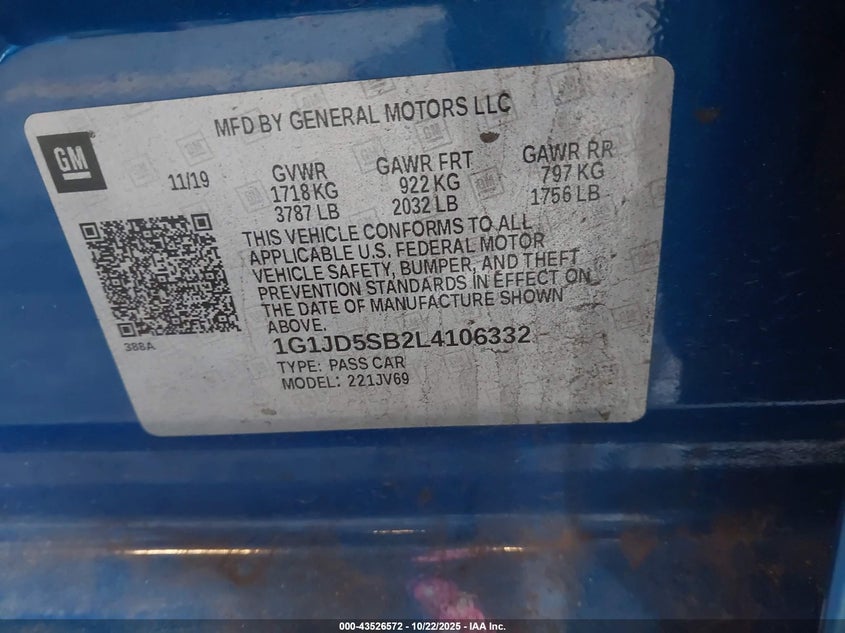 MFD BY GENERAL MOTORS LLC
GM
11/19
GVWR
1718 KG
3787 LB
GAWR FRT
922 KG
2032 LB
GAWR RR
797 KG
1756 LB
THIS VEHICLE CONFORMS TO ALL
APPLICABLE U.S. FEDERAL MOTOR
VEHICLE SAFETY, BUMPER, AND THEFT
PREVENTION STANDARDS IN EFFECT ON
THE DATE OF MANUFACTURE SHOWN
ABOVE.
388A
1G1JD5SB2L4106332
TYPE: PASS CAR
MODEL: 221JV69
000-43526572 - 10/22/2025 - IAA Inc.